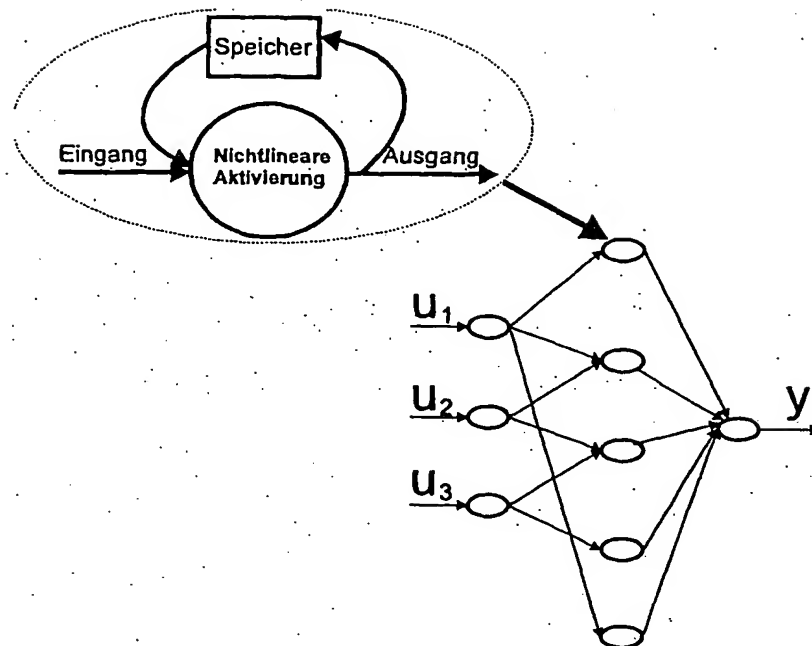 Speicher
Eingang
Nichtlineare
Aktivierung
Ausgang
u1
u2
u3
y